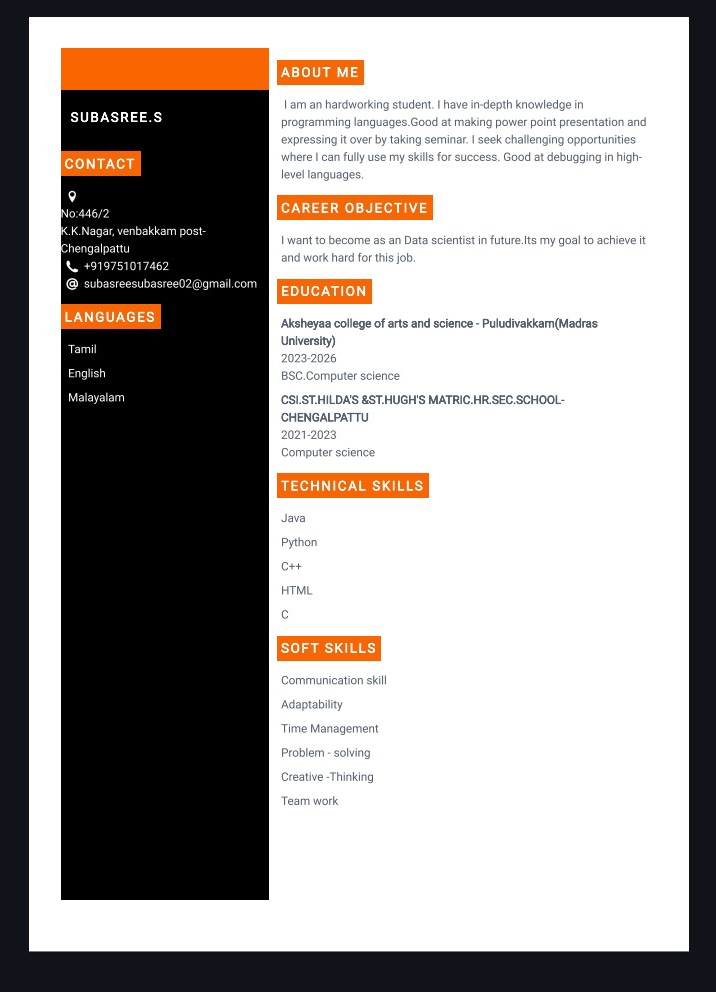 SUBASREE.S
CONTACT
No:446/2
K.K.Nagar, venbakkam post-
Chengalpattu
+919751017462
@ subasreesubasree02@gmail.com
LANGUAGES
Tamil
English
Malayalam
ABOUT ME
I am an hardworking student. I have in-depth knowledge in
programming languages.Good at making power point presentation and
expressing it over by taking seminar. I seek challenging opportunities
where I can fully use my skills for success. Good at debugging in high-
level languages.
CAREER OBJECTIVE
I want to become as an Data scientist in future.Its my goal to achieve it
and work hard for this job.
EDUCATION
Aksheyaa college of arts and science - Puludivakkam(Madras
University)
2023-2026
BSC.Computer science
CSI.ST.HILDA'S &ST.HUGH'S MATRIC.HR.SEC.SCHOOL-
CHENGALPATTU
2021-2023
Computer science
TECHNICAL SKILLS
Java
Python
C++
HTML
C
SOFT SKILLS
Communication skill
Adaptability
Time Management
Problem - solving
Creative -Thinking
Team work